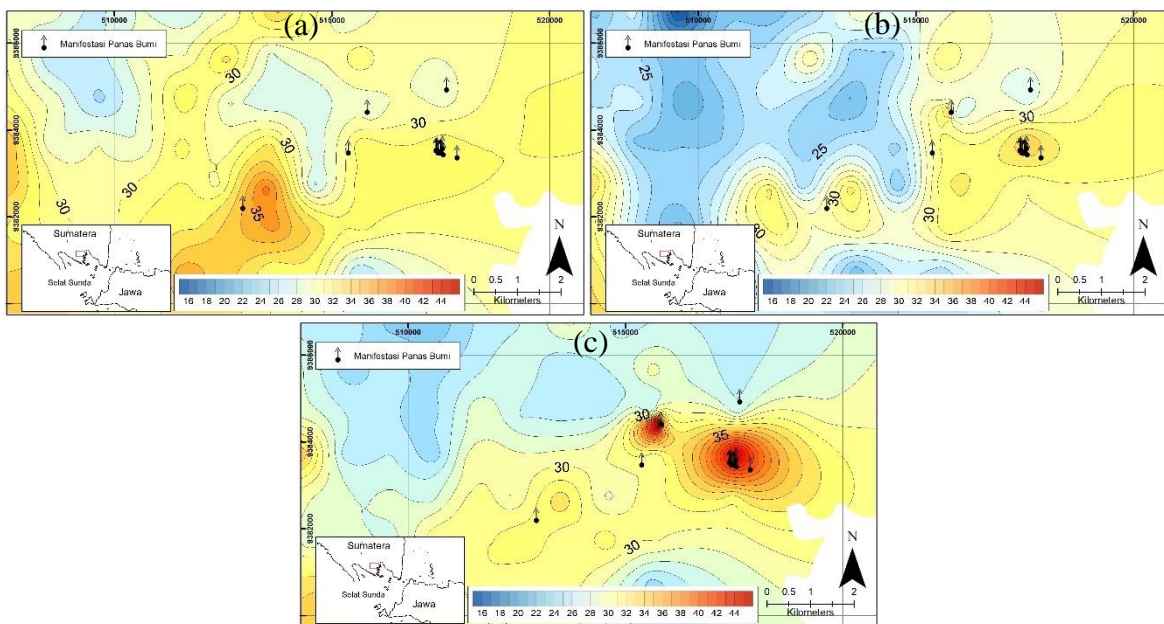 510000 (a) 515000 520000
Manifestasi Panas Bumi
9386000
30
30
30
9384000
30
30
35
30
9382000
Sumatera
Selat Sunda
Jawa
N
16 18 20 22 24 26 28 30 32 34 36 38 40 42 44
0 0.5 1 2
Kilometers
510000 (b) 515000 520000
Manifestasi Panas Bumi
9386000
25
30
9384000
25
30
30
30
9382000
Sumatera
Selat Sunda
Jawa
N
16 18 20 22 24 26 28 30 32 34 36 38 40 42 44
0 0.5 1 2
Kilometers
510000 (c) 515000 520000
Manifestasi Panas Bumi
9386000
30
35
9384000
30
9382000
30
Sumatera
Selat Sunda
Jawa
N
16 18 20 22 24 26 28 30 32 34 36 38 40 42 44
0 0.5 1 2
Kilometers